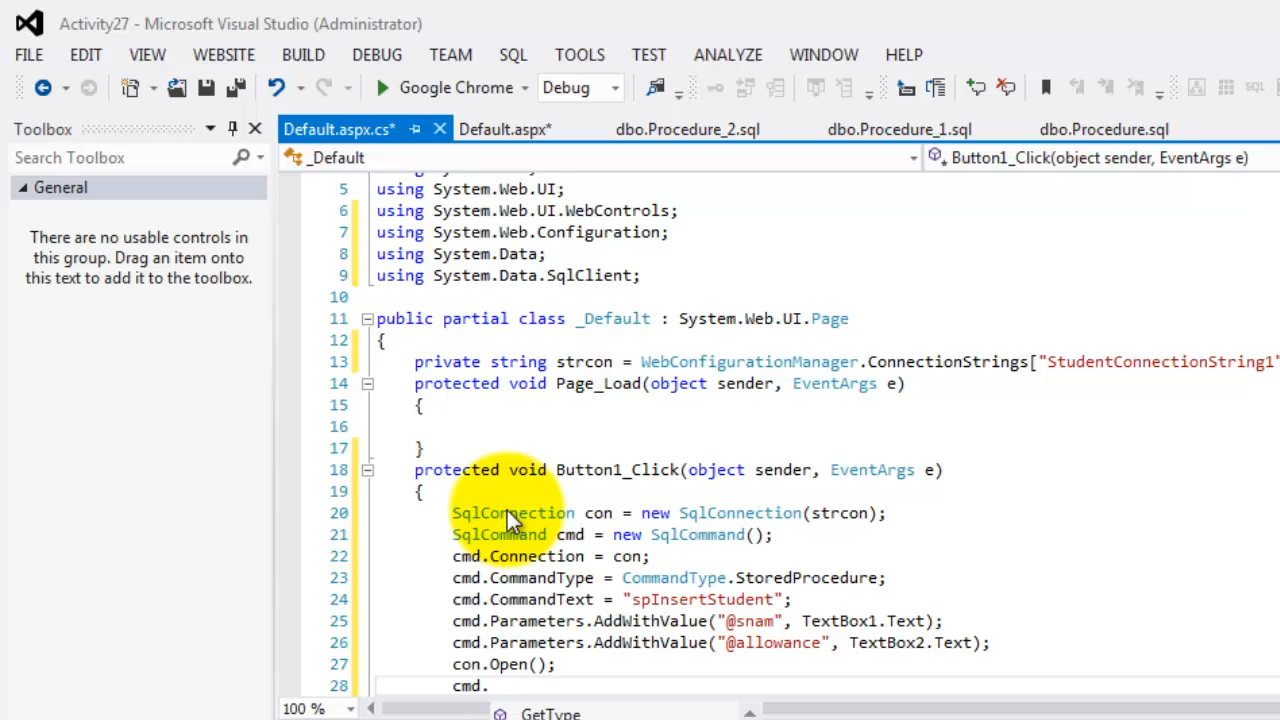 Activity27 - Microsoft Visual Studio (Administrator)
FILE EDIT VIEW WEBSITE BUILD DEBUG TEAM SQL TOOLS TEST ANALYZE WINDOW HELP
Google Chrome Debug
Toolbox
Search Toolbox
General
There are no usable controls in
this group. Drag an item onto
this text to add it to the toolbox.
Default.aspx.cs* Default.aspx* dbo.Procedure_2.sql dbo.Procedure_1.sql dbo.Procedure.sql
_Default Button1_Click(object sender, EventArgs e)
5 using System.Web.UI;
6 using System.Web.UI.WebControls;
7 using System.Web.Configuration;
8 using System.Data;
9 using System.Data.SqlClient;
10
11 public partial class _Default : System.Web.UI.Page
12 {
13 private string strcon = WebConfigurationManager.ConnectionStrings["StudentConnectionString1"
14 protected void Page_Load(object sender, EventArgs e)
15 {
16
17 }
18 protected void Button1_Click(object sender, EventArgs e)
19 {
20 SqlConnection con = new SqlConnection(strcon);
21 SqlCommand cmd = new SqlCommand();
22 cmd.Connection = con;
23 cmd.CommandType = CommandType.StoredProcedure;
24 cmd.CommandText = "spInsertStudent";
25 cmd.Parameters.AddWithValue("@snam", TextBox1.Text);
26 cmd.Parameters.AddWithValue("@allowance", TextBox2.Text);
27 con.Open();
28 cmd.
100 %
GetType